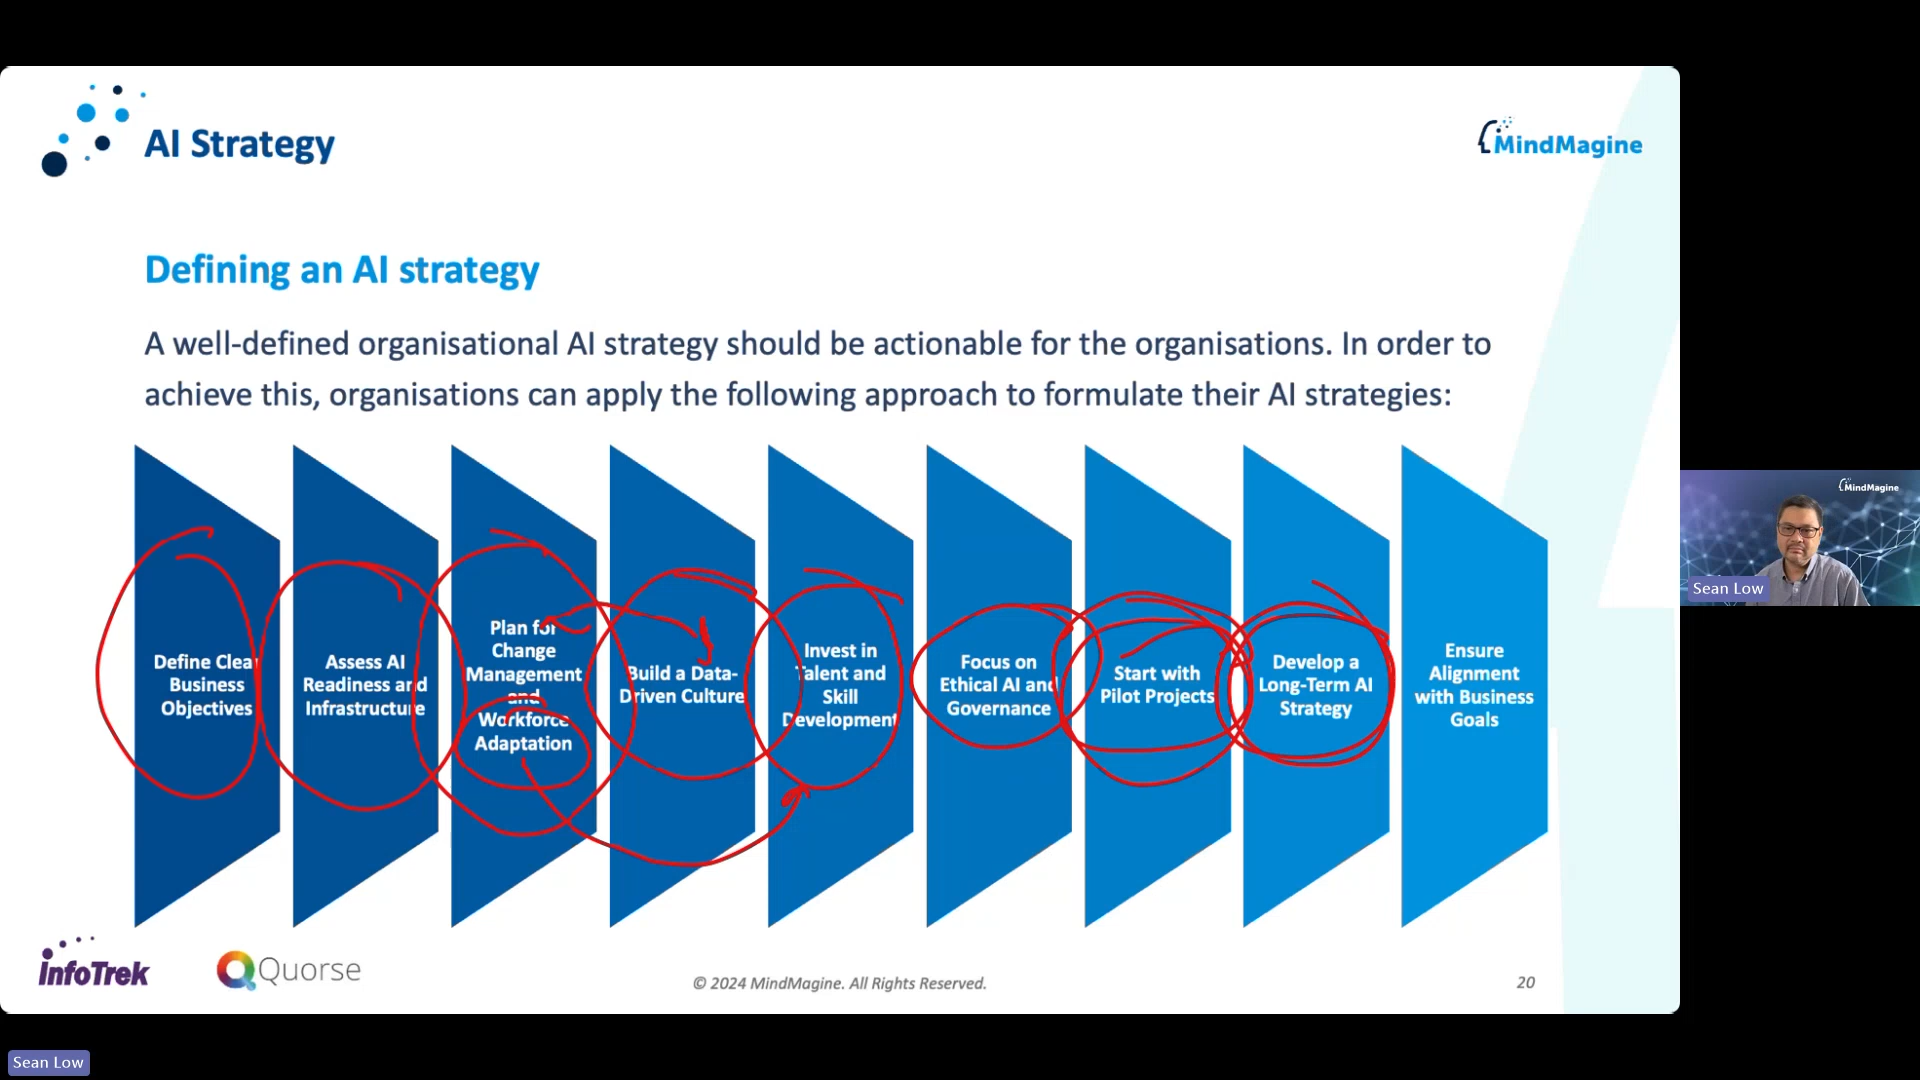 AI Strategy
MindMagine
Defining an AI strategy
A well-defined organisational AI strategy should be actionable for the organisations. In order to
achieve this, organisations can apply the following approach to formulate their AI strategies:
Define Clear
Business
Objectives
Assess AI
Readiness and
Infrastructure
Plan for
Change
Management
and
Workforce
Adaptation
Build a Data-
Driven Culture
Invest in
Talent and
Skill
Development
Focus on
Ethical AI and
Governance
Start with
Pilot Projects
Develop a
Long-Term AI
Strategy
Ensure
Alignment
with Business
Goals
MindMagine
Sean Low
infoTrek
Quorse
© 2024 MindMagine. All Rights Reserved.
20
Sean Low